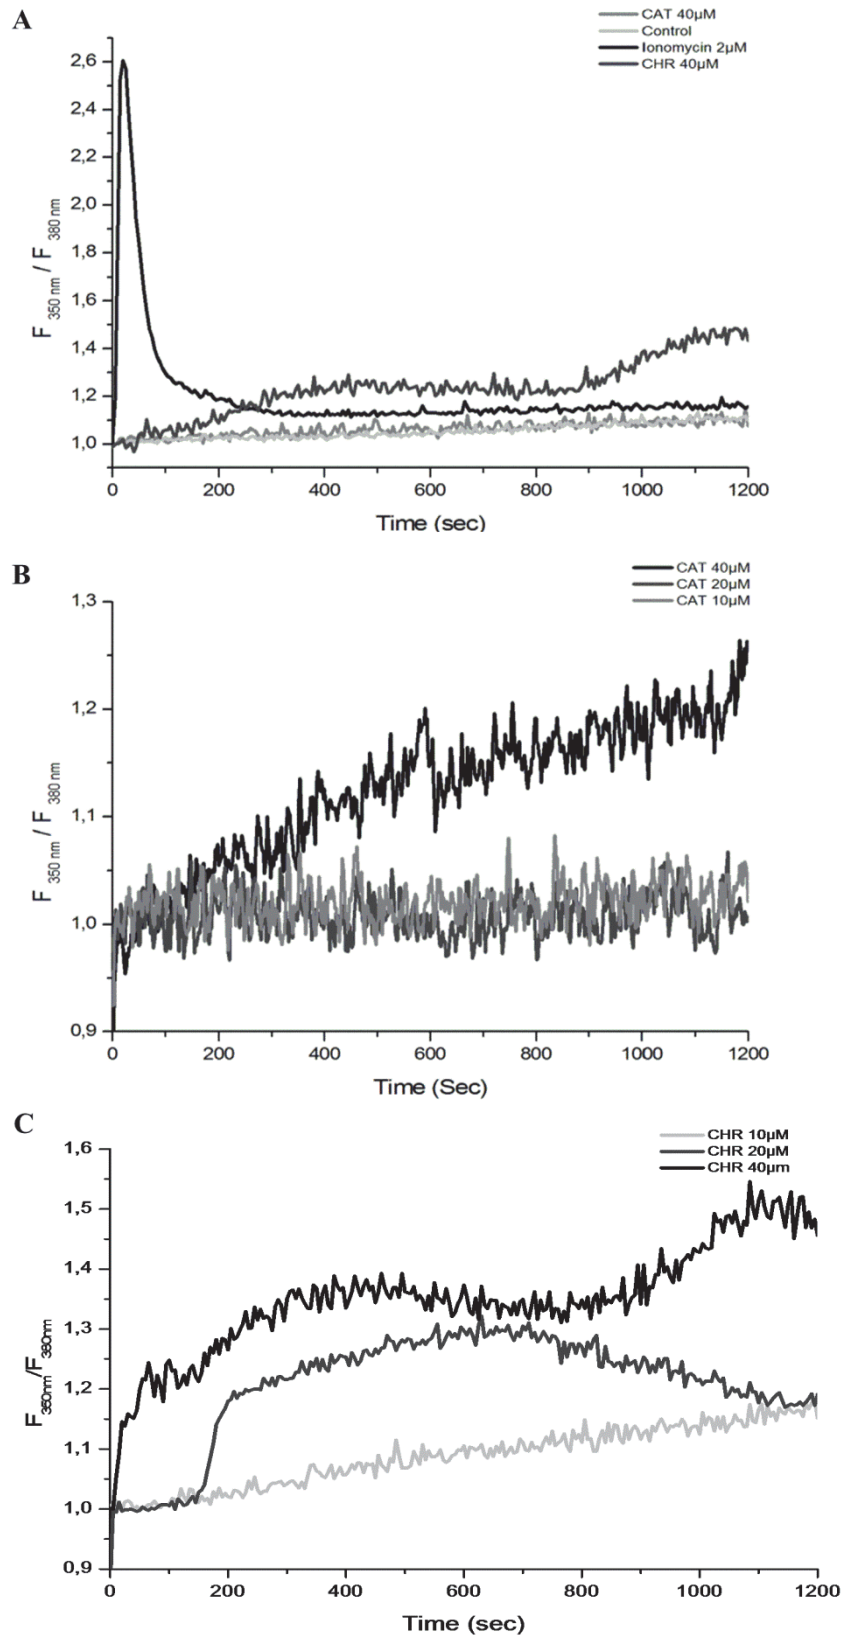 A
CAT 40µM
Control
Ionomycin 2µM
CHR 40µM
2,6
2,4
2,2
2,0
1,8
1,6
1,4
1,2
1,0
F 350 nm / F 380 nm
0 200 400 600 800 1000 1200
Time (sec)
B
CAT 40µM
CAT 20µM
CAT 10µM
1,3
1,2
1,1
1,0
0,9
F 350 nm / F 380 nm
0 200 400 600 800 1000 1200
Time (Sec)
C
CHR 10µM
CHR 20µM
CHR 40µm
1,6
1,5
1,4
1,3
1,2
1,1
1,0
0,9
F350nm/F380nm
0 200 400 600 800 1000 1200
Time (sec)